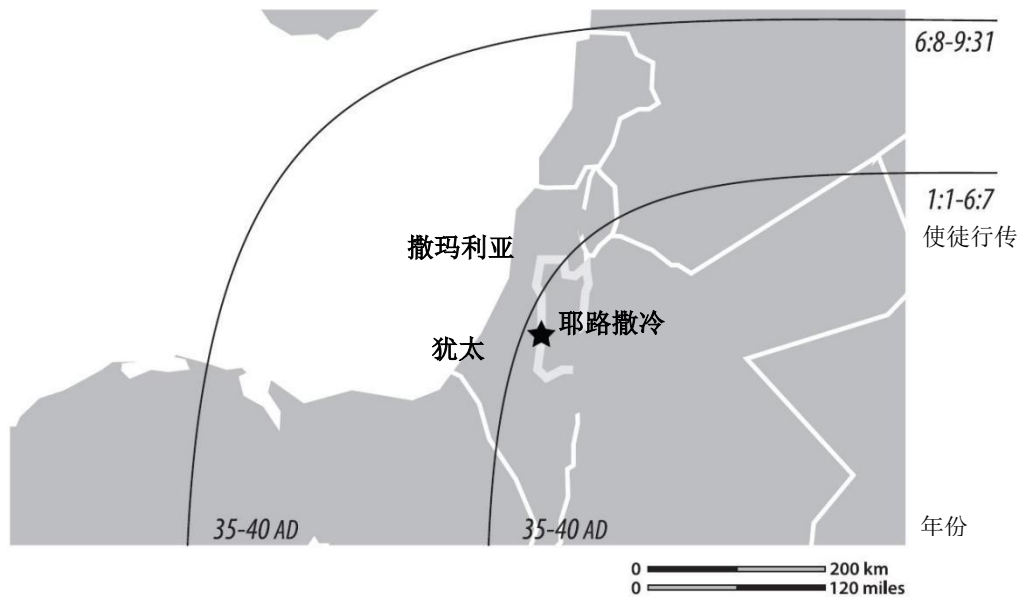 6:8-9:31
1:1-6:7
使徒行传
撒玛利亚
耶路撒冷
犹太
35-40 AD
35-40 AD
年份
0 200 km
0 120 miles